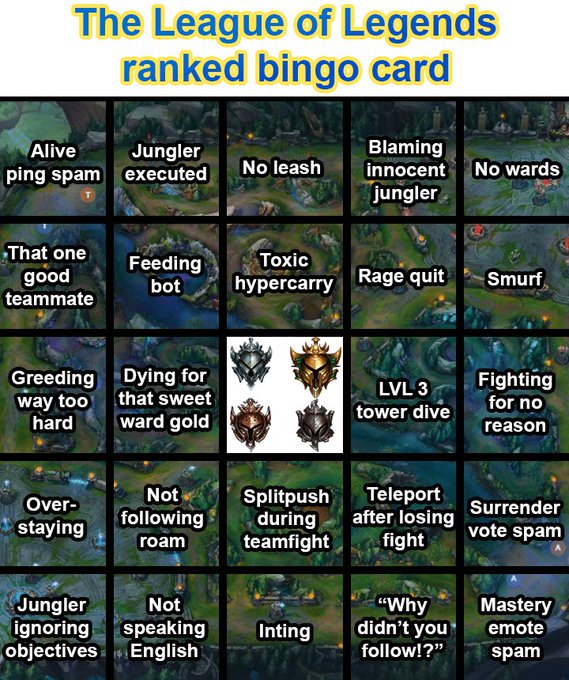 The League of Legends
ranked bingo card
Alive
ping spam
T
Jungler
executed
No leash
Blaming
innocent
jungler
No wards
That one
good
teammate
Feeding
bot
Toxic
hypercarry
Rage quit
Smurf
Greeding
way too
hard
Dying for
that sweet
ward gold
LVL 3
tower dive
Fighting
for no
reason
Over-
staying
Not
following
roam
Splitpush
during
teamfight
Teleport
after losing
fight
Surrender
vote spam
A
Jungler
ignoring
objectives
Not
speaking
English
Inting
“Why
didn’t you
follow!?”
A
Mastery
emote
spam